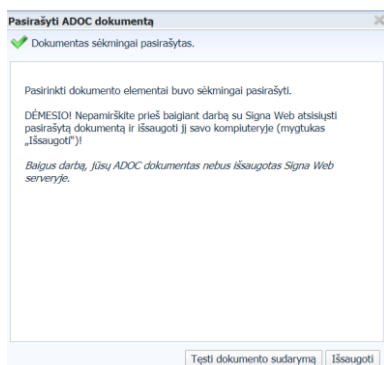 Pasirašyti ADOC dokumentą
Dokumentas sėkmingai pasirašytas.
Pasirinkti dokumento elementai buvo sėkmingai pasirašyti.
DĖMESIO! Nepamirškite prieš baigiant darbą su Signa Web atsisiųsti
pasirašytą dokumentą ir išsaugoti jį savo kompiuteryje (mygtukas
„Išsaugoti“)!
Baigus darbą, jūsų ADOC dokumentas nebus išsaugotas Signa Web
serveryje.
Tęsti dokumento sudarymą
Išsaugoti